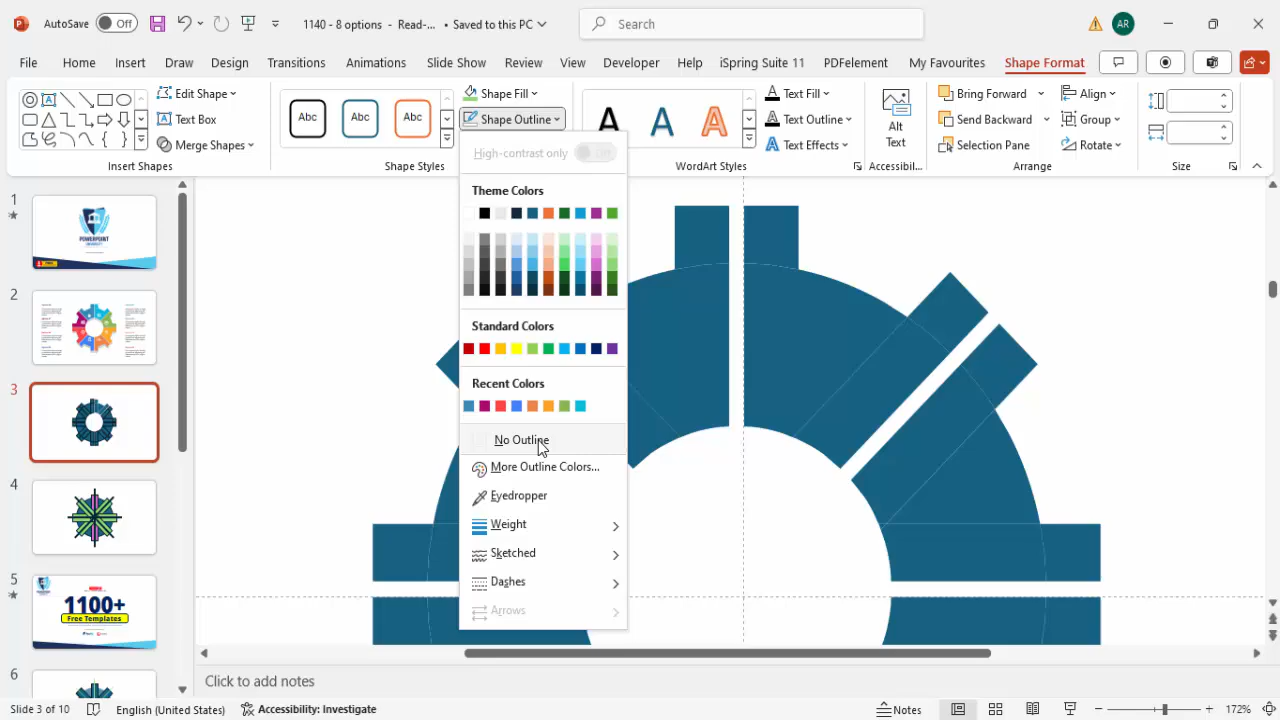 AutoSave Off 1140 - 8 options - Read-... • Saved to this PC Search AR
File Home Insert Draw Design Transitions Animations Slide Show Review View Developer Help iSpring Suite 11 PDFelement My Favourites Shape Format
Edit Shape Text Box Merge Shapes
Insert Shapes
Abc Abc Abc
Shape Fill
Shape Outline
Shape Styles
A A A
Text Fill
Text Outline
Text Effects
WordArt Styles
Alt
Text
Accessibil...
Bring Forward
Send Backward
Selection Pane
Align
Group
Rotate
Arrange
Size
High-contrast only Off
Theme Colors
Standard Colors
Recent Colors
No Outline
More Outline Colors...
Eyedropper
Weight
Sketched
Dashes
Arrows
1
2
3
4
5
6
POWERPOINT
UNIVERSITY
1100+
Free Templates
Click to add notes
Slide 3 of 10 English (United States) Accessibility: Investigate Notes 172%